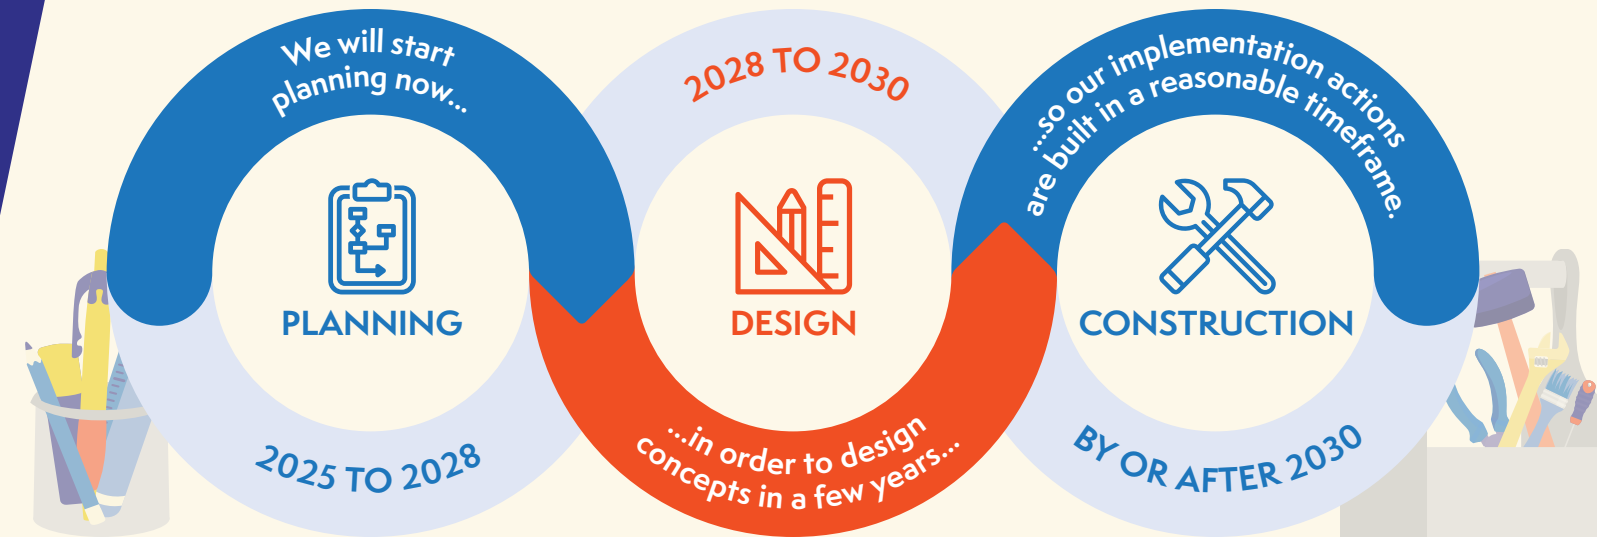 We will start
planning now...
PLANNING
2025 TO 2028
2028 TO 2030
DESIGN
...in order to design
concepts in a few years...
...so our implementation actions
are built in a reasonable timeframe.
CONSTRUCTION
BY OR AFTER 2030